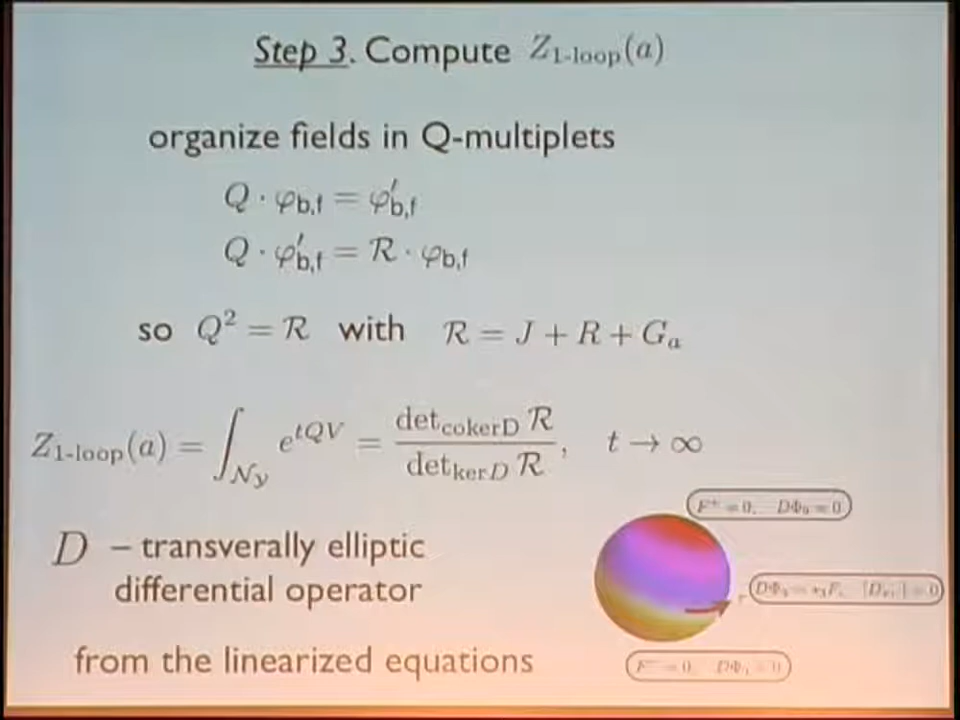 Step 3. Compute Z_{1-loop}(a)
organize fields in Q-multiplets
Q · φ_{b,f} = φ'_{b,f}
Q · φ'_{b,f} = ℛ · φ_{b,f}
so Q² = ℛ with ℛ = J + R + G_a
Z_{1-loop}(a) = ∫_{N_y} e^{tQV} = det_{cokerD} ℛ / det_{kerD} ℛ , t → ∞
F⁺ = 0, DΦ₀ = 0
D – transverally elliptic
differential operator
from the linearized equations